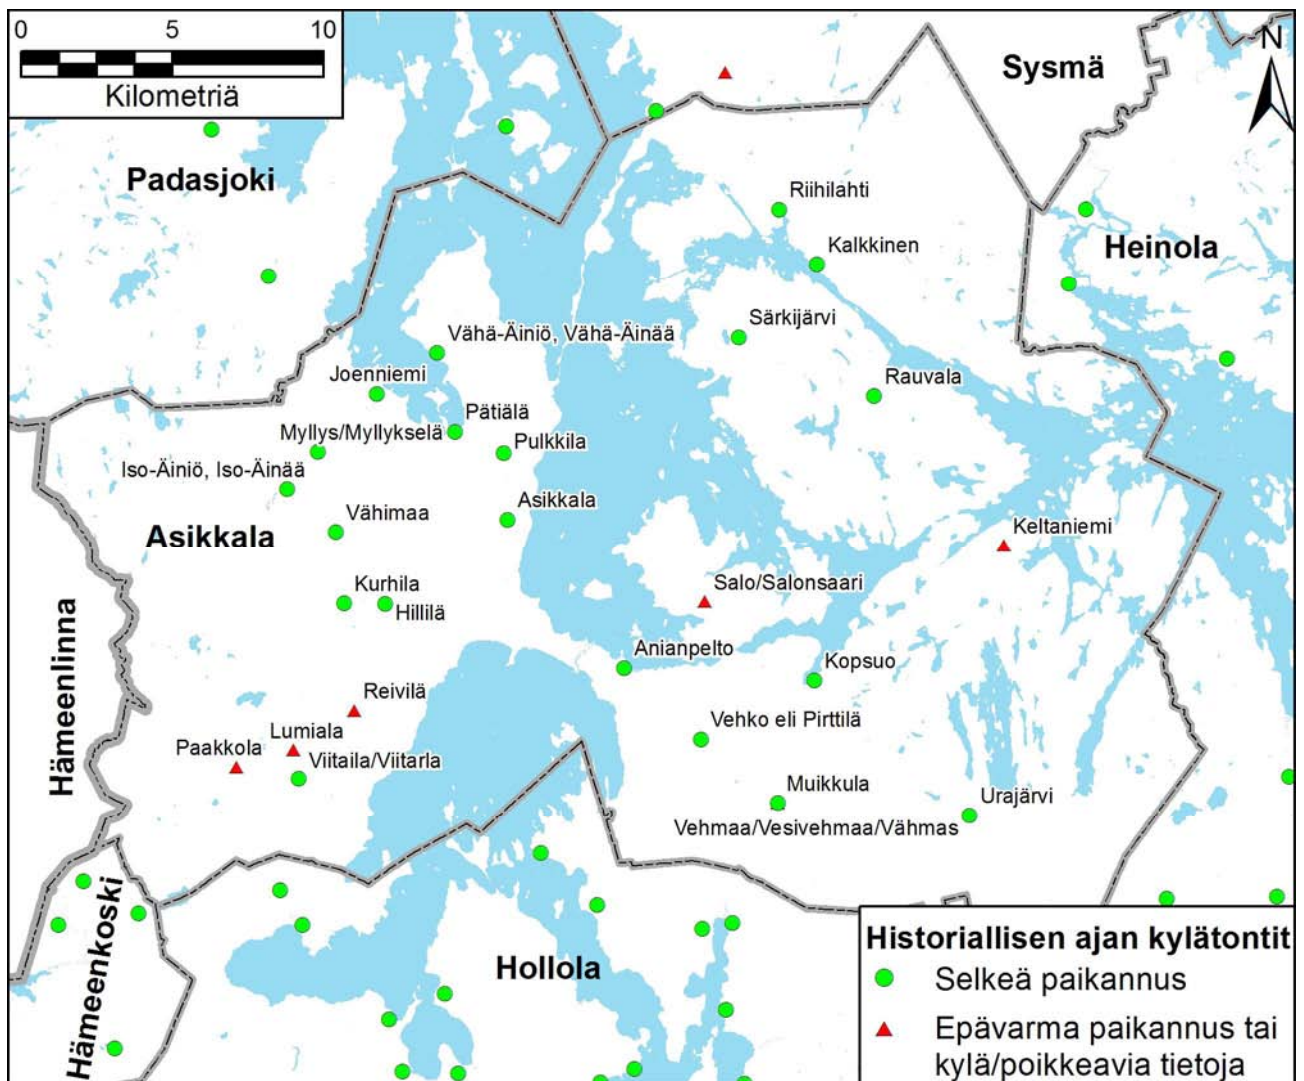 0 5 10
Kilometriä
N
Sysmä
Padasjoki
Riihilahti
Heinola
Kalkkinen
Särkijärvi
Vähä-Äiniö, Vähä-Äinää
Joenniemi
Rauvala
Pätiälä
Myllys/Myllykselä
Pulkkila
Iso-Äiniö, Iso-Äinää
Asikkala
Vähimaa
Asikkala
Keltaniemi
Kurhila
Salo/Salonsaari
Hillilä
Hämeenlinna
Anianpelto
Kopsuo
Reivilä
Vehko eli Pirttilä
Lumiala
Paakkola
Viitaila/Viitarla
Muikkula
Urajärvi
Vehmaa/Vesivehmaa/Vähmas
Hämeenkoski
Hollola
Historiallisen ajan kylätontit
Selkeä paikannus
Epävarma paikannus tai
kylä/poikkeavia tietoja